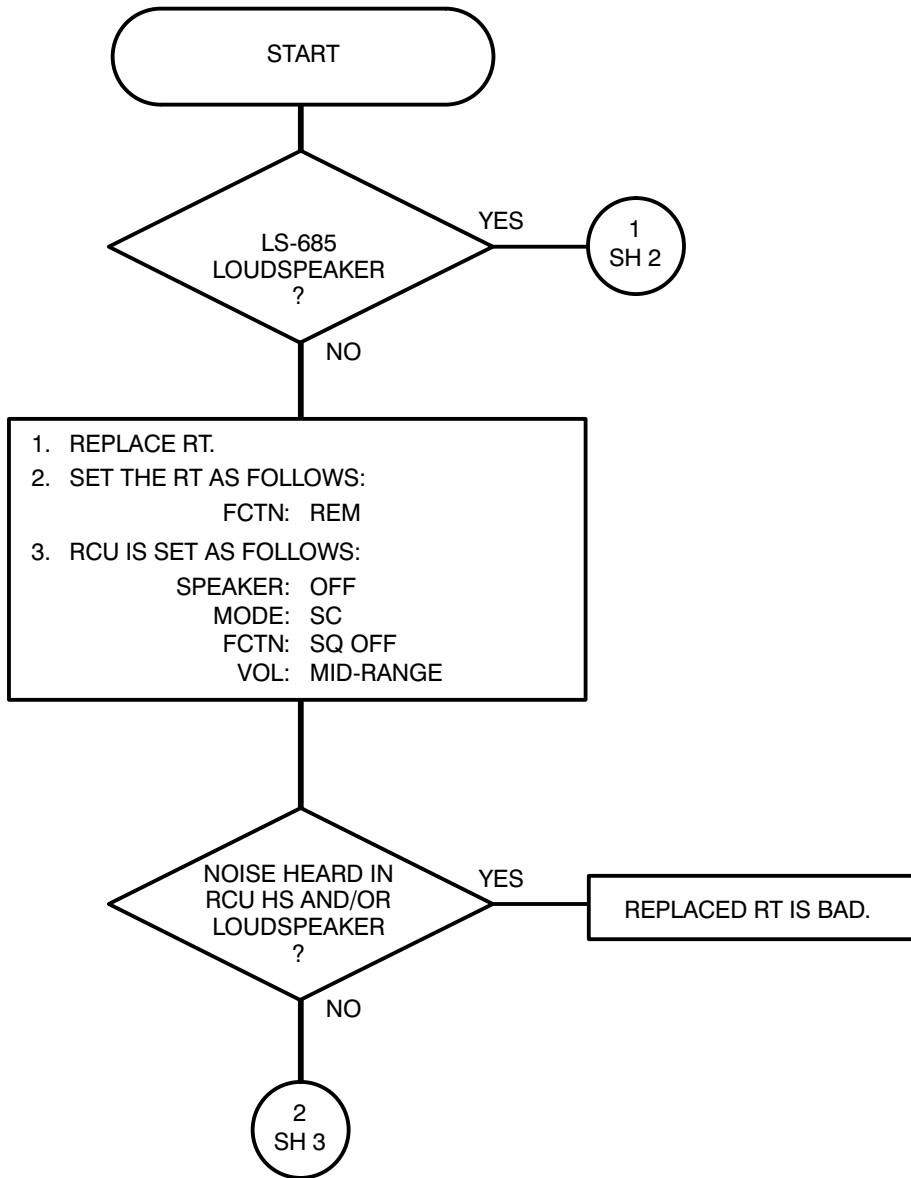 START
LS-685
LOUDSPEAKER
?
YES
1
SH 2
NO
1. REPLACE RT.
2. SET THE RT AS FOLLOWS:
FCTN: REM
3. RCU IS SET AS FOLLOWS:
SPEAKER: OFF
MODE: SC
FCTN: SQ OFF
VOL: MID-RANGE
NOISE HEARD IN
RCU HS AND/OR
LOUDSPEAKER
?
YES
REPLACED RT IS BAD.
NO
2
SH 3